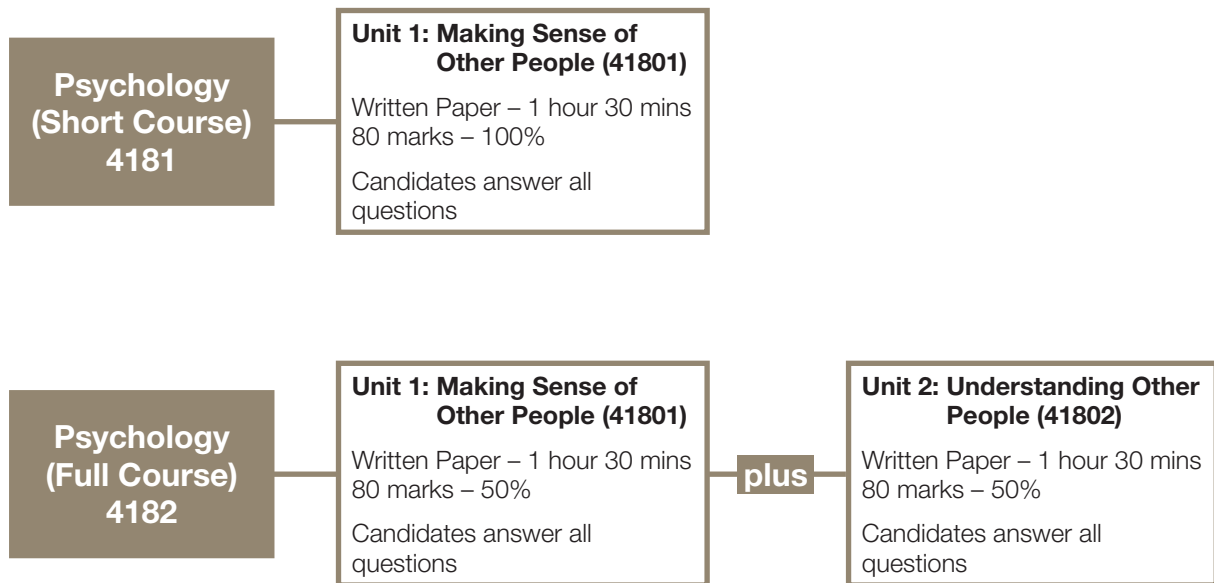 Psychology
(Short Course)
4181
Unit 1: Making Sense of
Other People (41801)
Written Paper – 1 hour 30 mins
80 marks – 100%
Candidates answer all
questions
Psychology
(Full Course)
4182
Unit 1: Making Sense of
Other People (41801)
Written Paper – 1 hour 30 mins
80 marks – 50%
Candidates answer all
questions
plus
Unit 2: Understanding Other
People (41802)
Written Paper – 1 hour 30 mins
80 marks – 50%
Candidates answer all
questions